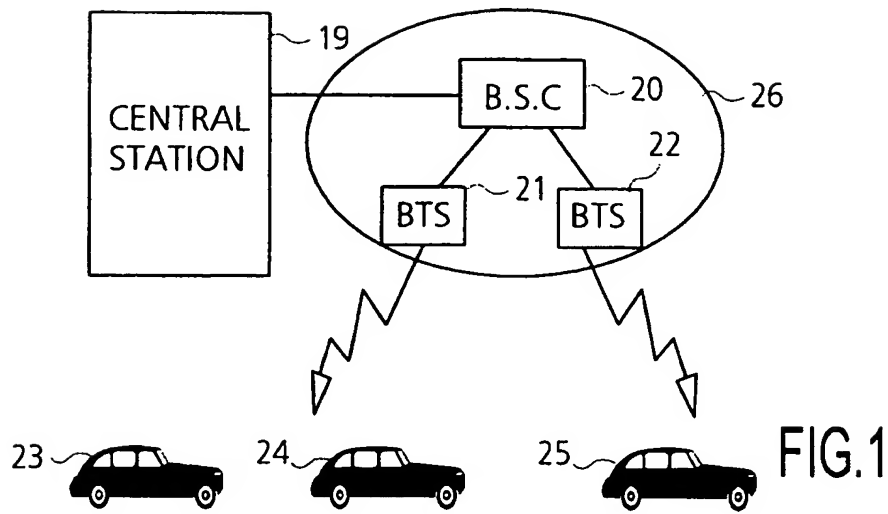 19
CENTRAL
STATION
B.S.C
20
26
BTS
21
BTS
22
23
24
25
FIG.1